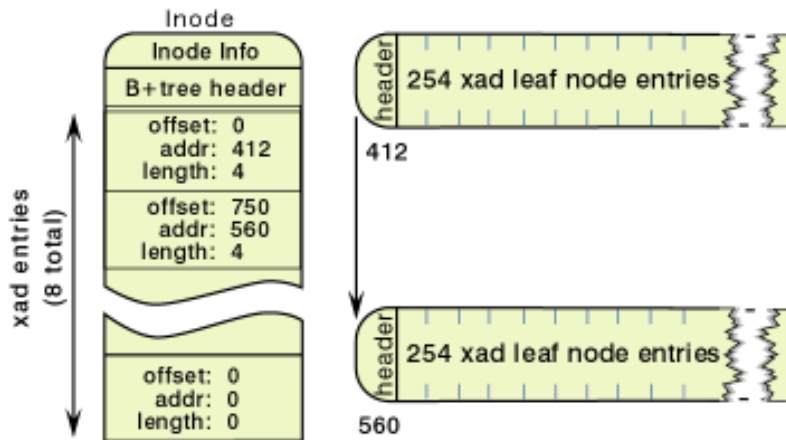 Inode
Inode Info
B+tree header
offset: 0
addr: 412
length: 4
offset: 750
addr: 560
length: 4
offset: 0
addr: 0
length: 0
xad entries
(8 total)
header
254 xad leaf node entries
412
header
254 xad leaf node entries
560